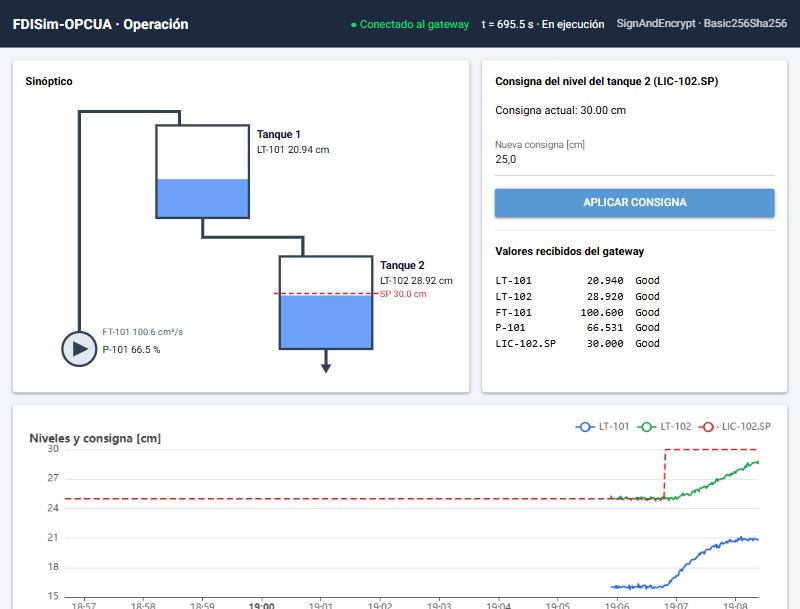 FDISim-OPCUA · Operación
● Conectado al gateway
t = 695.5 s · En ejecución
SignAndEncrypt · Basic256Sha256
Sinóptico
Tanque 1
LT-101 20.94 cm
Tanque 2
LT-102 28.92 cm
SP 30.0 cm
FT-101 100.6 cm³/s
P-101 66.5 %
Consigna del nivel del tanque 2 (LIC-102.SP)
Consigna actual: 30.00 cm
Nueva consigna [cm]
25,0
APLICAR CONSIGNA
Valores recibidos del gateway
LT-101 20.940 Good
LT-102 28.920 Good
FT-101 100.600 Good
P-101 66.531 Good
LIC-102.SP 30.000 Good
LT-101 LT-102 LIC-102.SP
Niveles y consigna [cm]
30
27
24
21
18
15
18:57 18:58 18:59 19:00 19:01 19:02 19:03 19:04 19:05 19:06 19:07 19:08